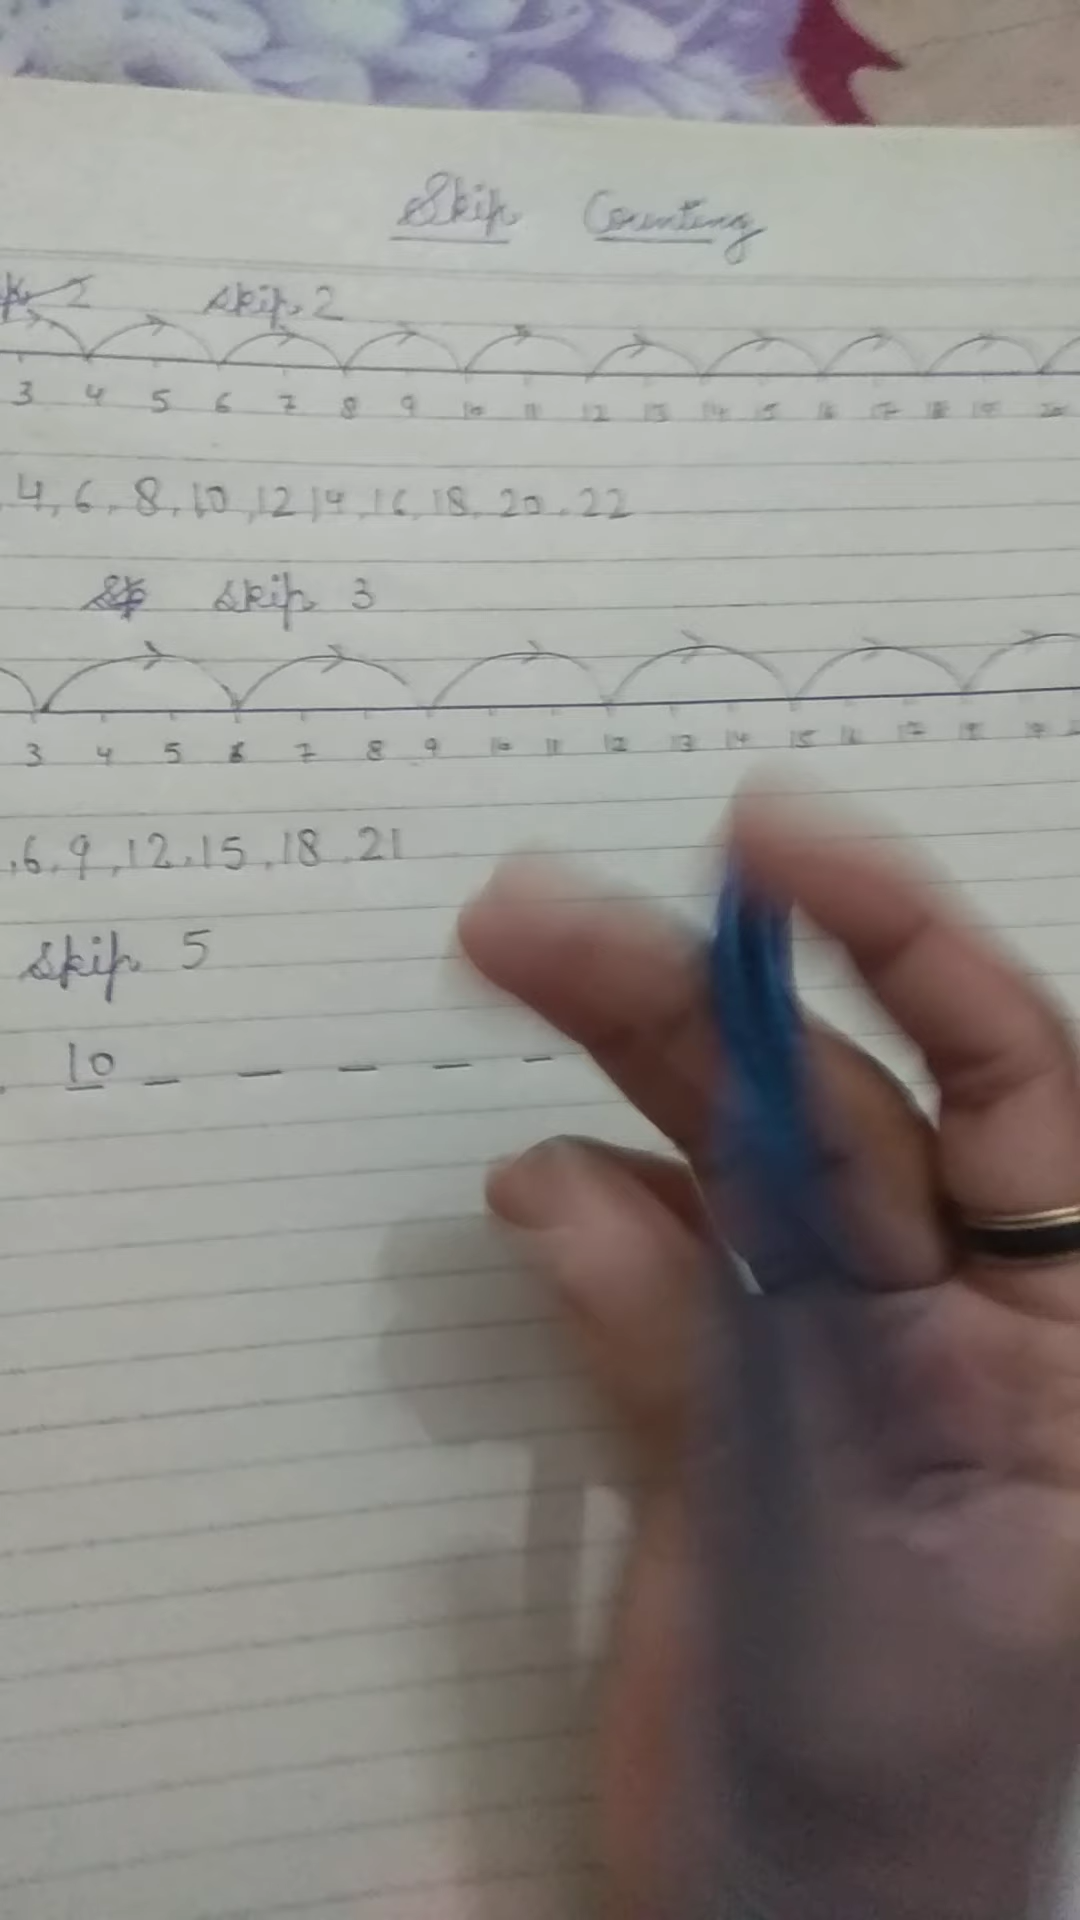 Skip Counting
Skip 2
3 4 5 6 7 8 9 10 11 12 13 14 15 16 17 18 19 20
4, 6, 8, 10, 12 14, 16, 18, 20, 22
Skip 3
3 4 5 6 7 8 9 10 11 12 13 14 15 16 17 18 19
, 6, 9, 12, 15, 18, 21
Skip 5
10 _ _ _ _ _